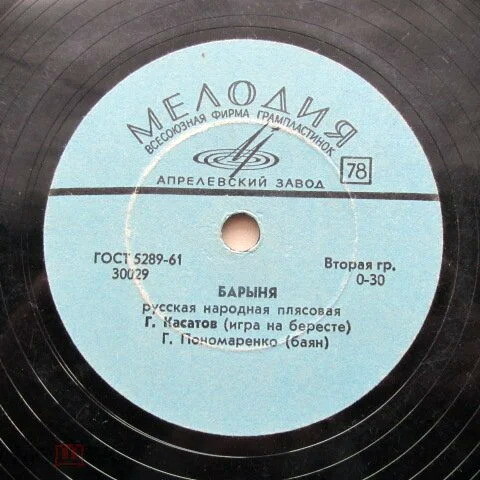 МЕЛОДИЯ
ВСЕСОЮЗНАЯ ФИРМА ГРАМПЛАСТИНОК
78
АПРЕЛЕВСКИЙ ЗАВОД
ГОСТ 5289-61 Вторая гр.
30029 0-30
БАРЫНЯ
русская народная плясовая
Г. Касатов (игра на бересте)
Г. Пономаренко (баян)